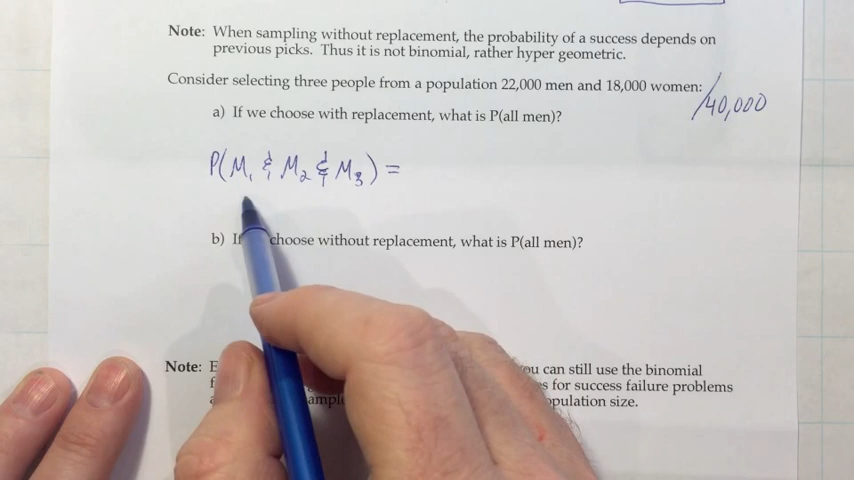 Note: When sampling without replacement, the probability of a success depends on
previous picks. Thus it is not binomial, rather hyper geometric.
Consider selecting three people from a population 22,000 men and 18,000 women:
/40,000
a) If we choose with replacement, what is P(all men)?
P(M₁ & M₂ & M₃) =
b) If choose without replacement, what is P(all men)?
Note: you can still use the binomial
for success failure problems
population size.